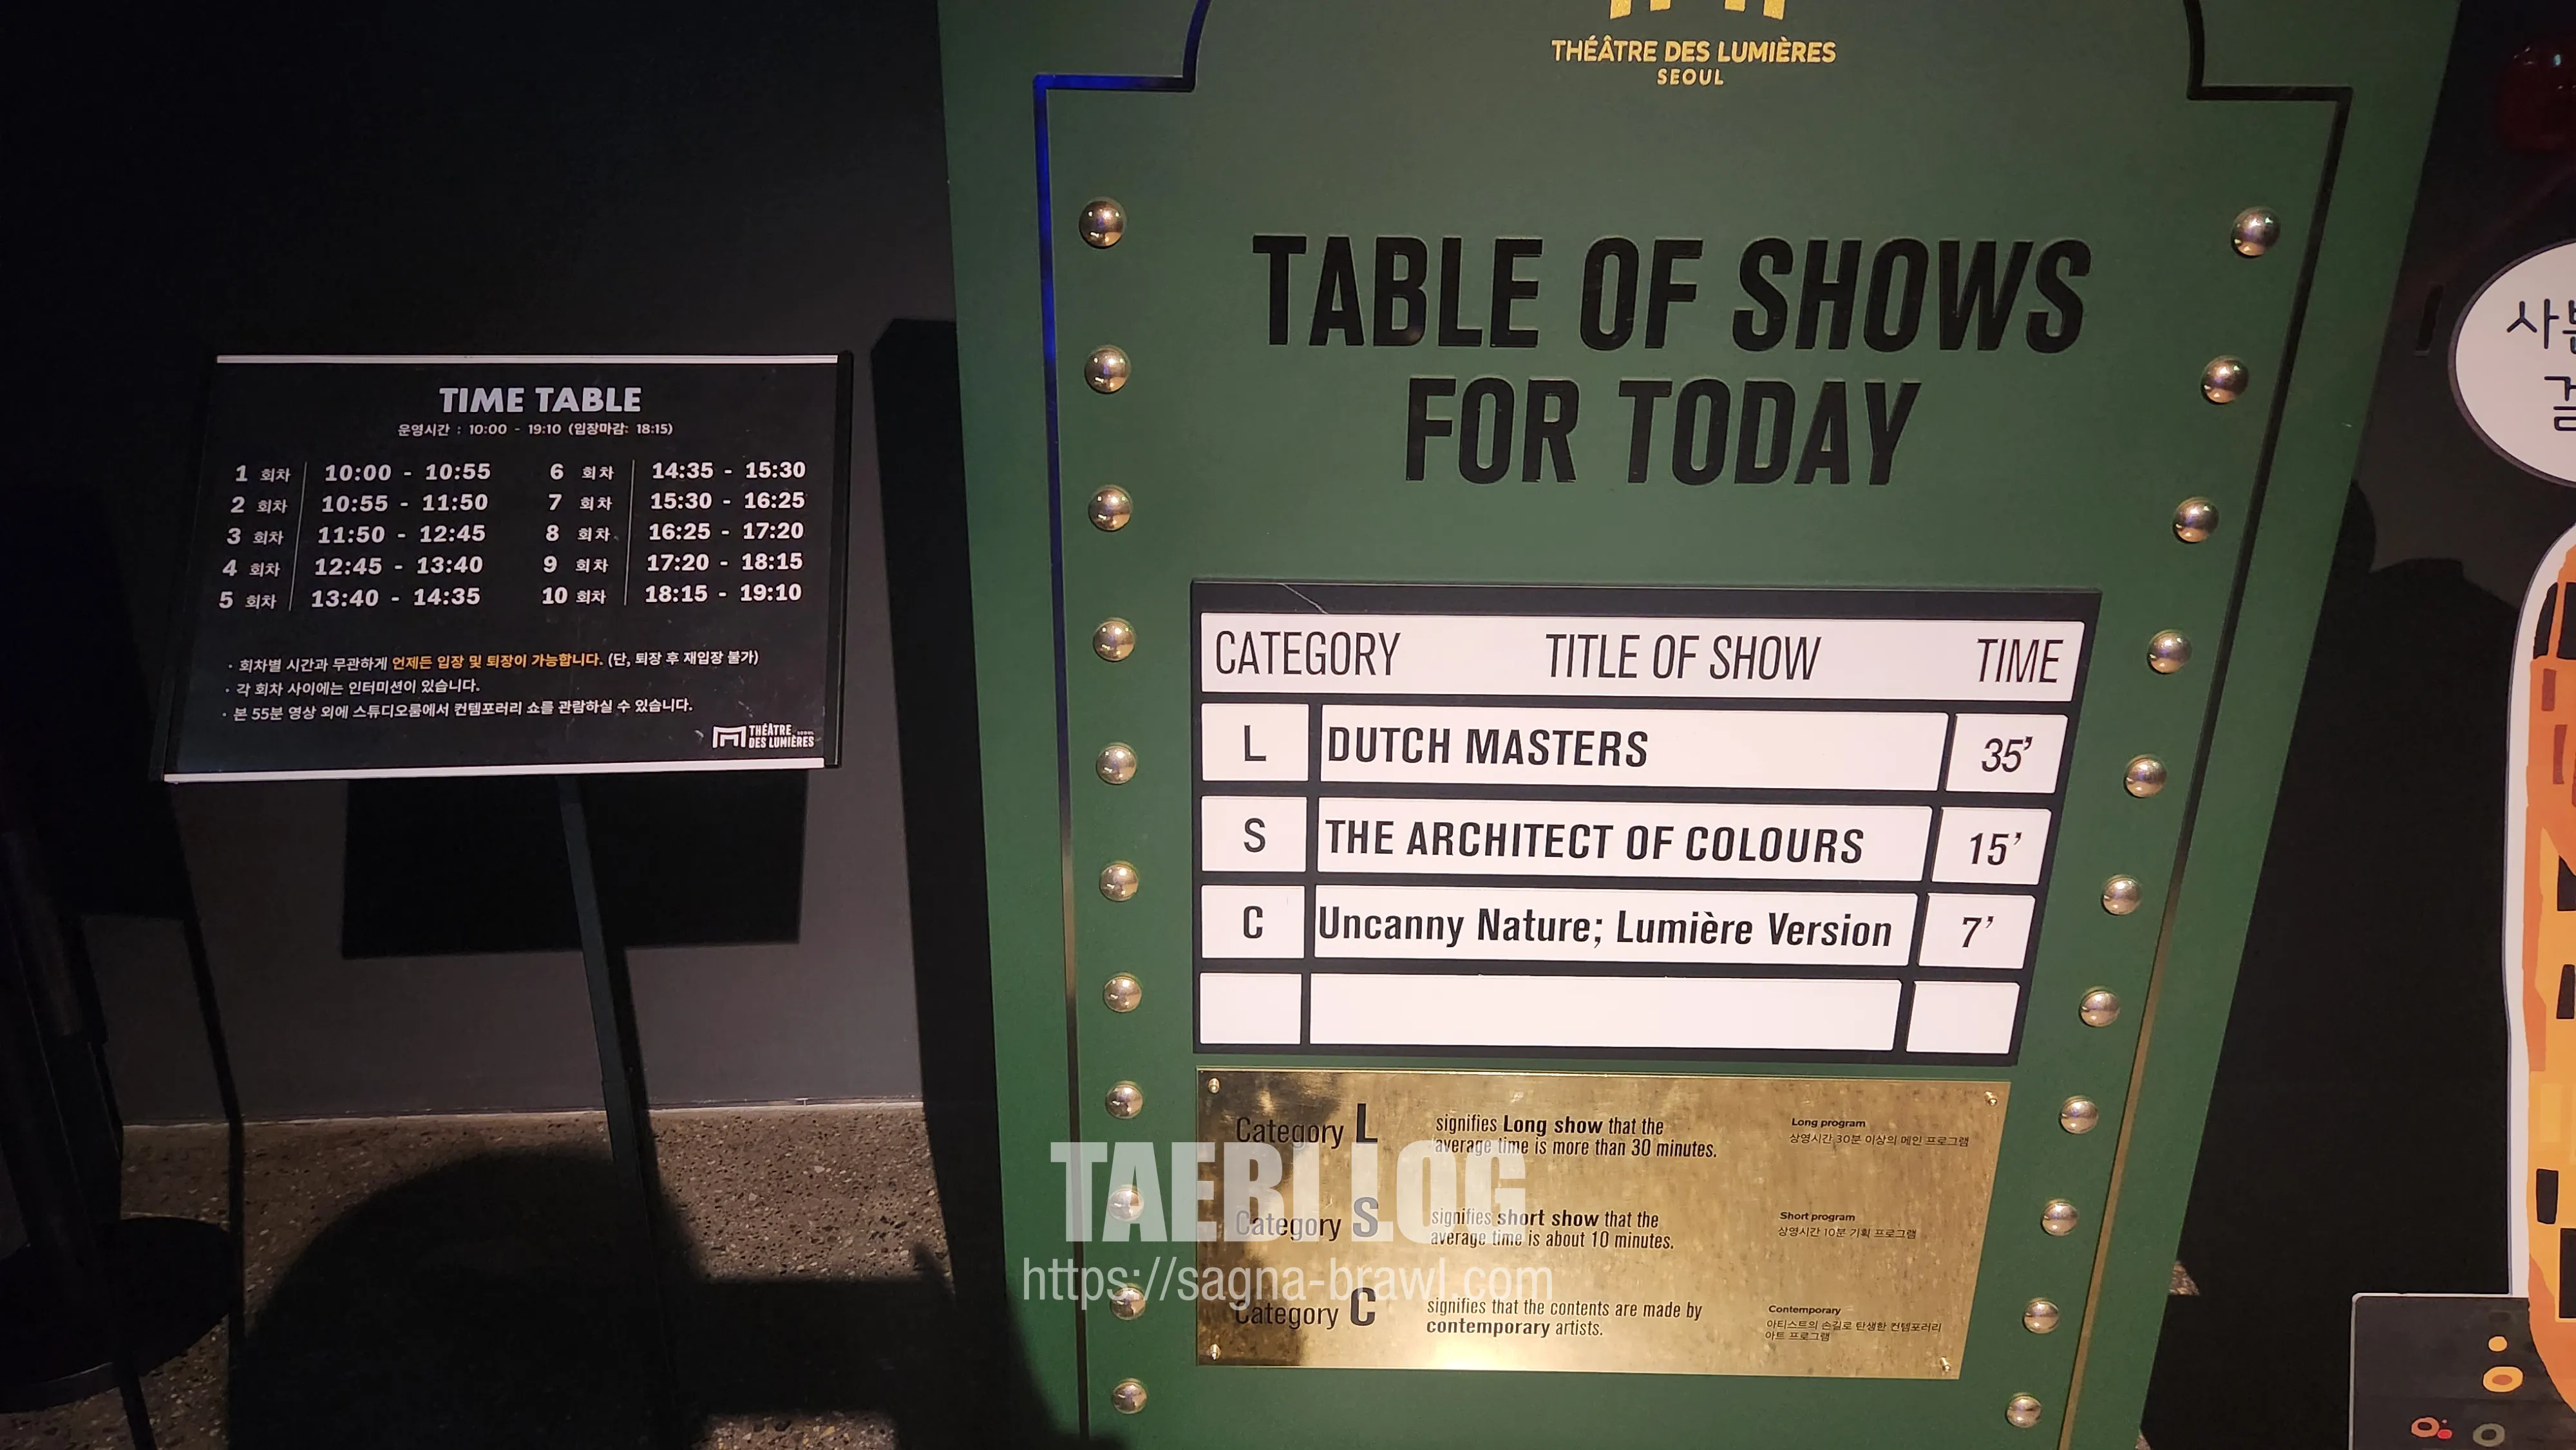 TIME TABLE
운영시간 : 10:00 - 19:10 (입장마감: 18:15)
1 회차 10:00 - 10:55
2 회차 10:55 - 11:50
3 회차 11:50 - 12:45
4 회차 12:45 - 13:40
5 회차 13:40 - 14:35
6 회차 14:35 - 15:30
7 회차 15:30 - 16:25
8 회차 16:25 - 17:20
9 회차 17:20 - 18:15
10 회차 18:15 - 19:10
· 회차별 시간과 무관하게 언제든 입장 및 퇴장이 가능합니다. (단, 퇴장 후 재입장 불가)
· 각 회차 사이에는 인터미션이 있습니다.
· 본 55분 영상 외에 스튜디오룸에서 컨템포러리 쇼를 관람하실 수 있습니다.
THÉÂTRE
DES LUMIÈRES
THÉÂTRE DES LUMIÈRES
SEOUL
TABLE OF SHOWS
FOR TODAY
CATEGORY TITLE OF SHOW TIME
L DUTCH MASTERS 35’
S THE ARCHITECT OF COLOURS 15’
C Uncanny Nature; Lumière Version 7’
Category L signifies Long show that the
average time is more than 30 minutes.
Long program
상영시간 30분 이상의 메인 프로그램
Category S signifies short show that the
average time is about 10 minutes.
Short program
상영시간 10분 기획 프로그램
Category C signifies that the contents are made by
contemporary artists.
Contemporary
아티스트의 손길로 탄생한 컨템포러리
아트 프로그램
TAEBI LOG
https://sagna-brawl.com